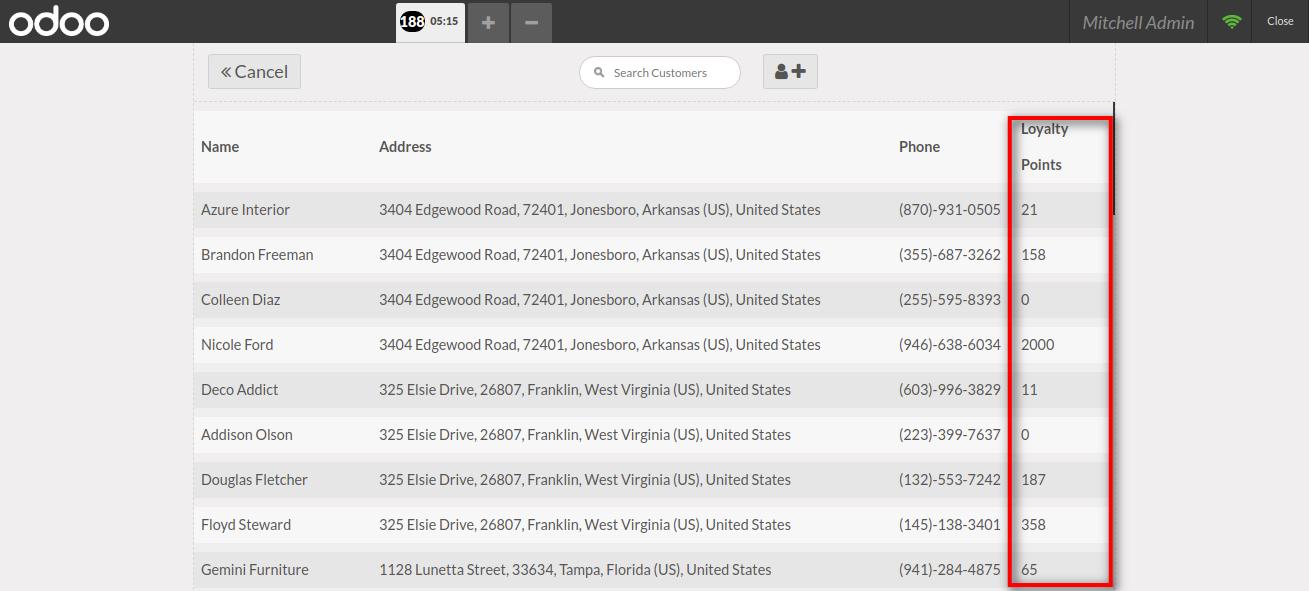 odoo 188 05:15 Mitchell Admin Close
Cancel Search Customers
Name Address Phone Loyalty Points
Azure Interior 3404 Edgewood Road, 72401, Jonesboro, Arkansas (US), United States (870)-931-0505 21
Brandon Freeman 3404 Edgewood Road, 72401, Jonesboro, Arkansas (US), United States (355)-687-3262 158
Colleen Diaz 3404 Edgewood Road, 72401, Jonesboro, Arkansas (US), United States (255)-595-8393 0
Nicole Ford 3404 Edgewood Road, 72401, Jonesboro, Arkansas (US), United States (946)-638-6034 2000
Deco Addict 325 Elsie Drive, 26807, Franklin, West Virginia (US), United States (603)-996-3829 11
Addison Olson 325 Elsie Drive, 26807, Franklin, West Virginia (US), United States (223)-399-7637 0
Douglas Fletcher 325 Elsie Drive, 26807, Franklin, West Virginia (US), United States (132)-553-7242 187
Floyd Steward 325 Elsie Drive, 26807, Franklin, West Virginia (US), United States (145)-138-3401 358
Gemini Furniture 1128 Lunetta Street, 33634, Tampa, Florida (US), United States (941)-284-4875 65